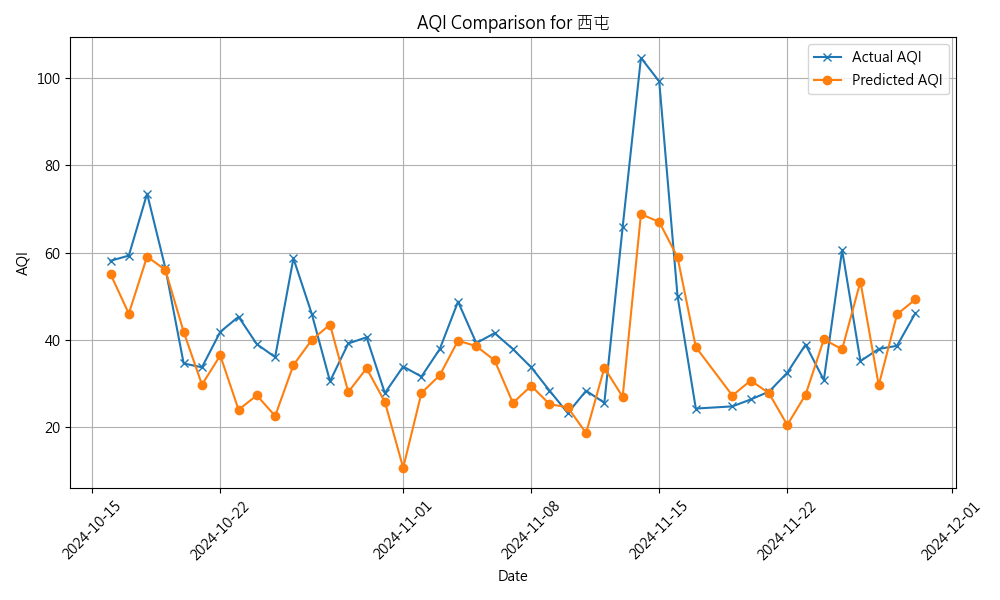 AQI Comparison for 西屯
Actual AQI
Predicted AQI
AQI
100
80
60
40
20
2024-10-15
2024-10-22
2024-11-01
2024-11-08
2024-11-15
2024-11-22
2024-12-01
Date